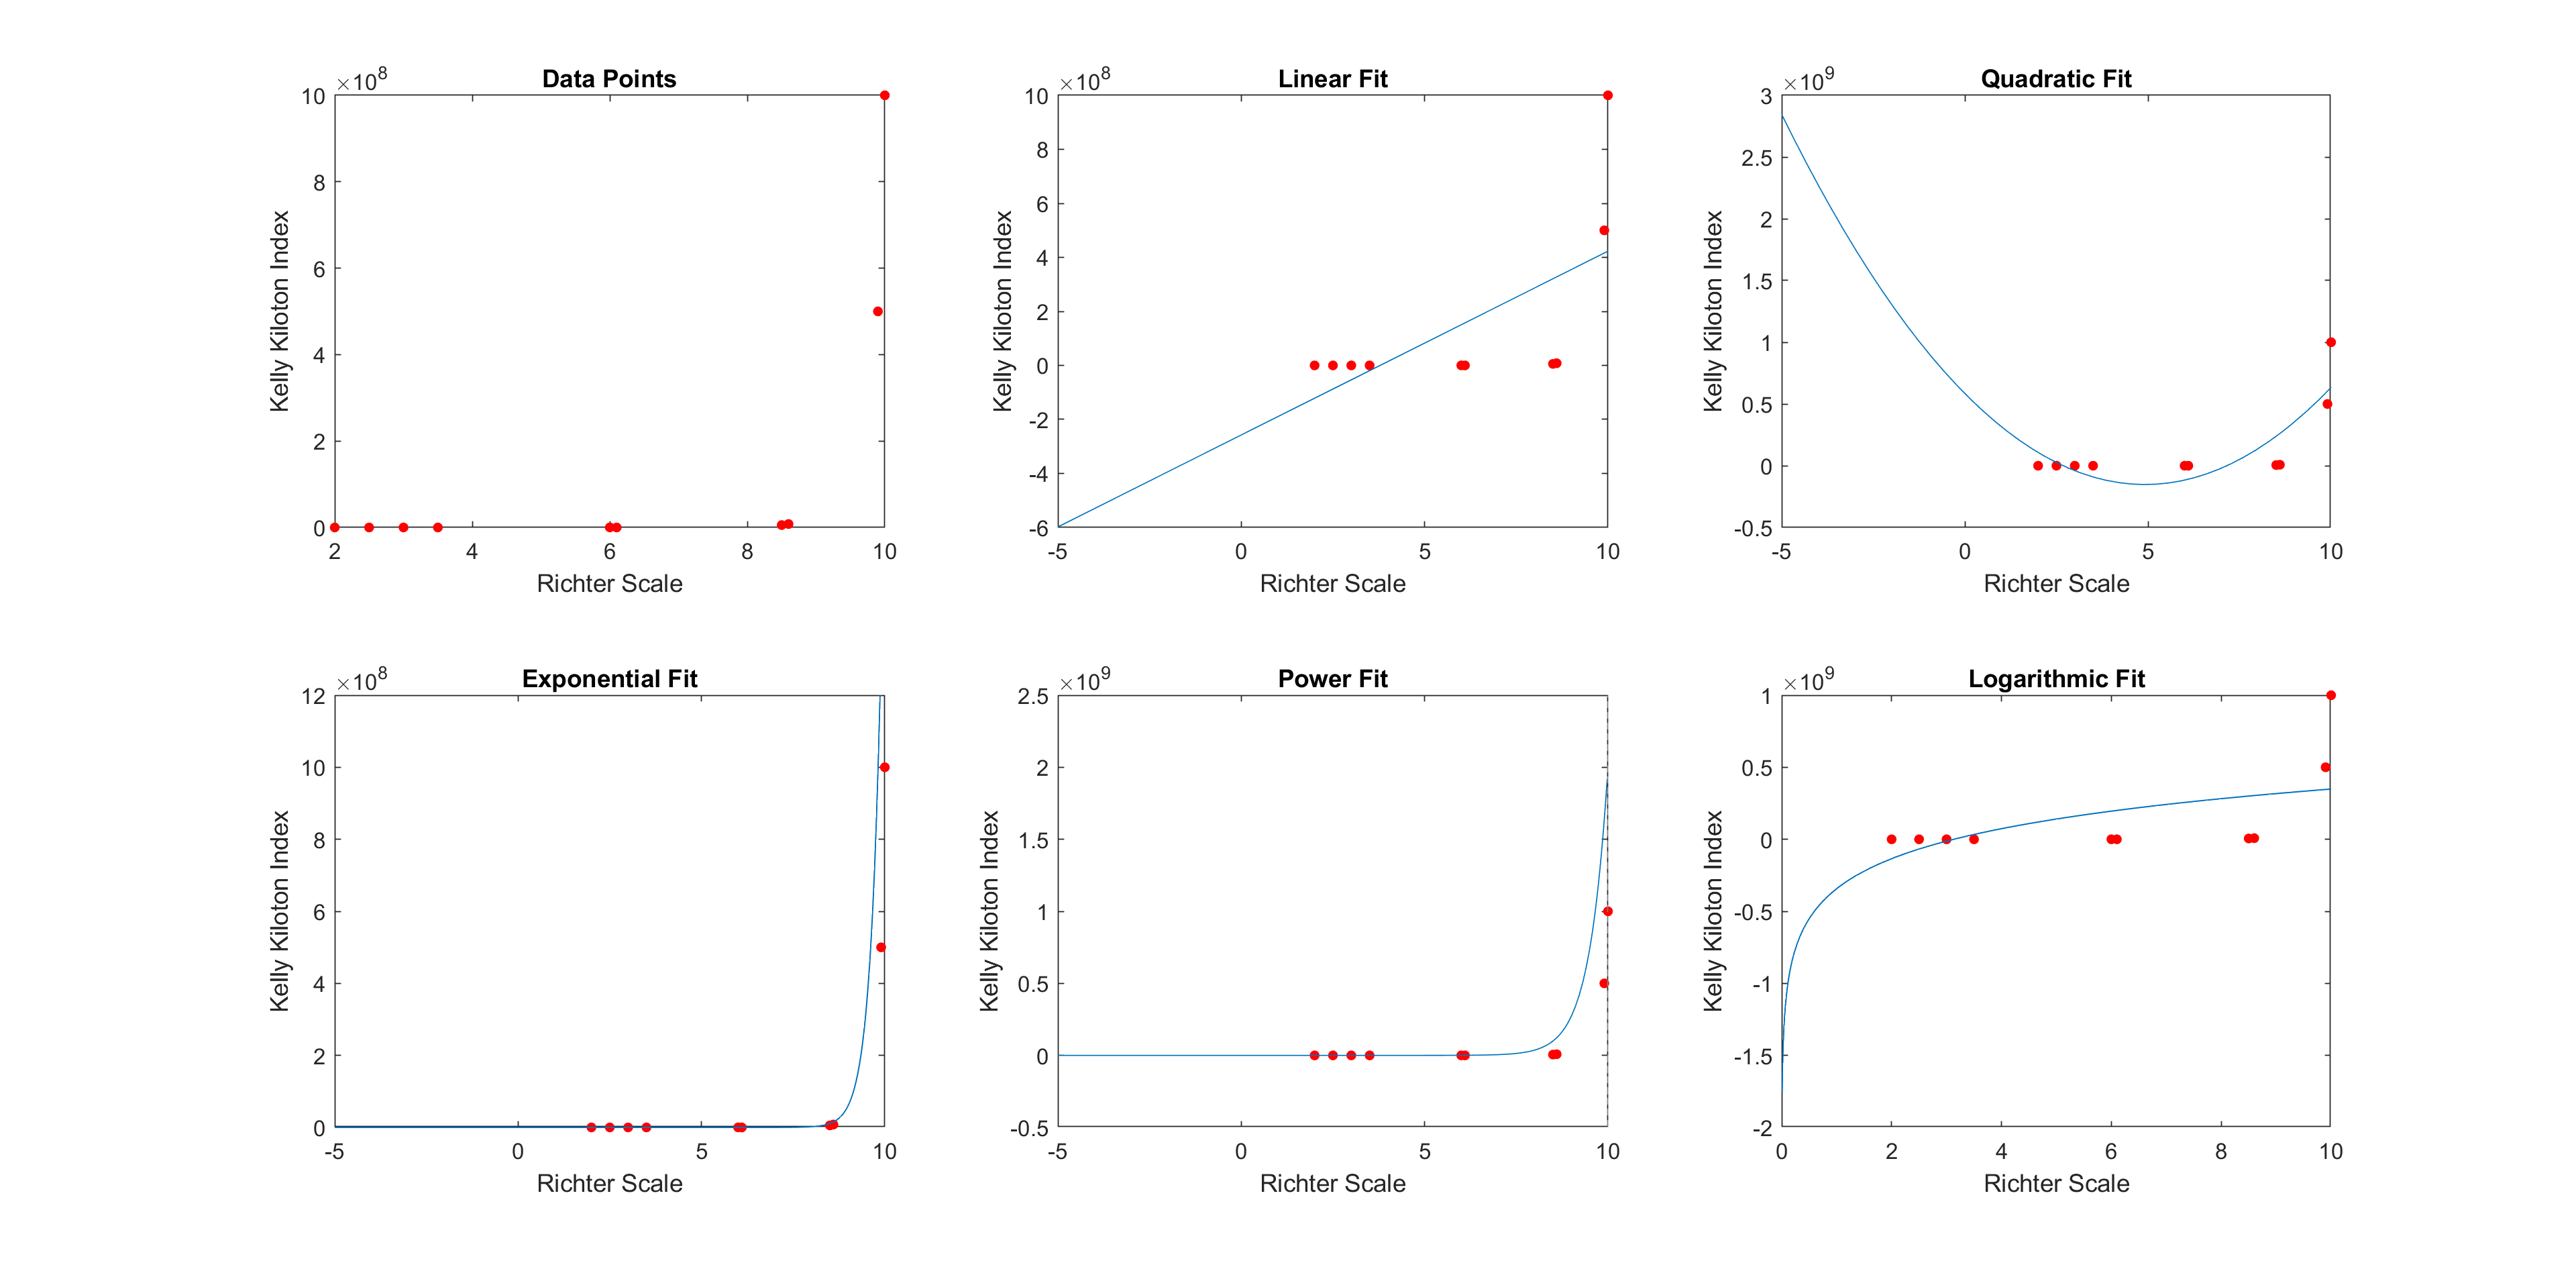 Data Points
×10^8
10
8
6
4
2
0
2 4 6 8 10
Kelly Kiloton Index
Richter Scale
Linear Fit
×10^8
10
8
6
4
2
0
-2
-4
-6
-5 0 5 10
Kelly Kiloton Index
Richter Scale
Quadratic Fit
×10^9
3
2.5
2
1.5
1
0.5
0
-0.5
-5 0 5 10
Kelly Kiloton Index
Richter Scale
Exponential Fit
×10^8
12
10
8
6
4
2
0
-5 0 5 10
Kelly Kiloton Index
Richter Scale
Power Fit
×10^9
2.5
2
1.5
1
0.5
0
-0.5
-5 0 5 10
Kelly Kiloton Index
Richter Scale
Logarithmic Fit
×10^9
1
0.5
0
-0.5
-1
-1.5
-2
0 2 4 6 8 10
Kelly Kiloton Index
Richter Scale